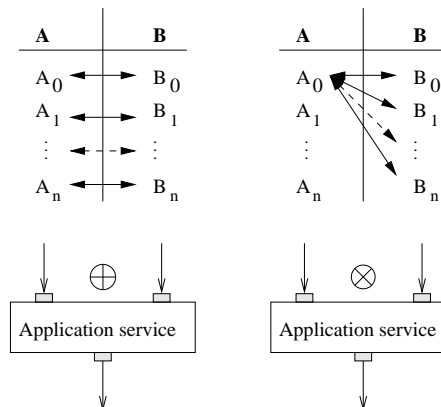 A B
A0 B0
A1 B1
⋮ ⋮
An Bn
⊕
Application service
A B
A0 B0
A1 B1
⋮ ⋮
An Bn
⊗
Application service